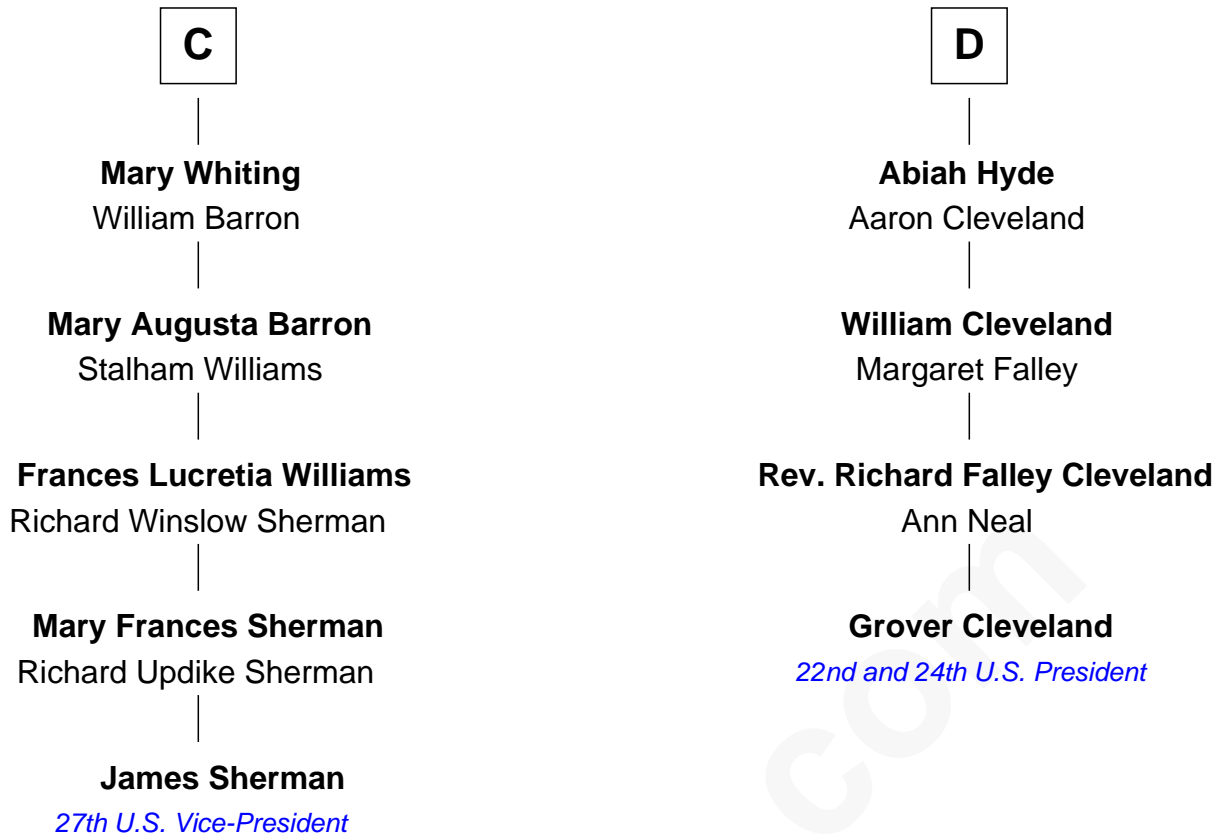 C
Mary Whiting
William Barron
Mary Augusta Barron
Stalham Williams
Frances Lucretia Williams
Richard Winslow Sherman
Mary Frances Sherman
Richard Updike Sherman
James Sherman
27th U.S. Vice-President
D
Abiah Hyde
Aaron Cleveland
William Cleveland
Margaret Falley
Rev. Richard Falley Cleveland
Ann Neal
Grover Cleveland
22nd and 24th U.S. President
com